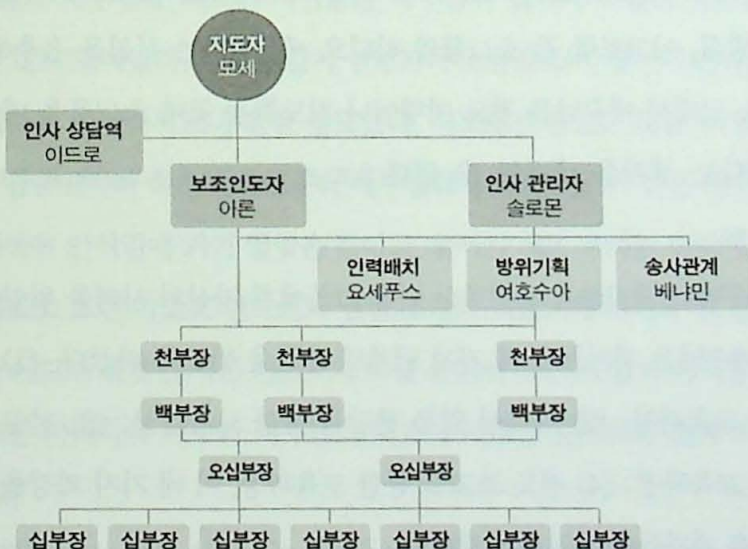 지도자
모세
인사 상담역
이드로
보조인도자
아론
인사 관리자
솔로몬
인력배치
요세푸스
방위기획
여호수아
송사관계
베냐민
천부장 천부장 천부장
백부장 백부장 백부장
오십부장 오십부장
십부장 십부장 십부장 십부장 십부장 십부장 십부장